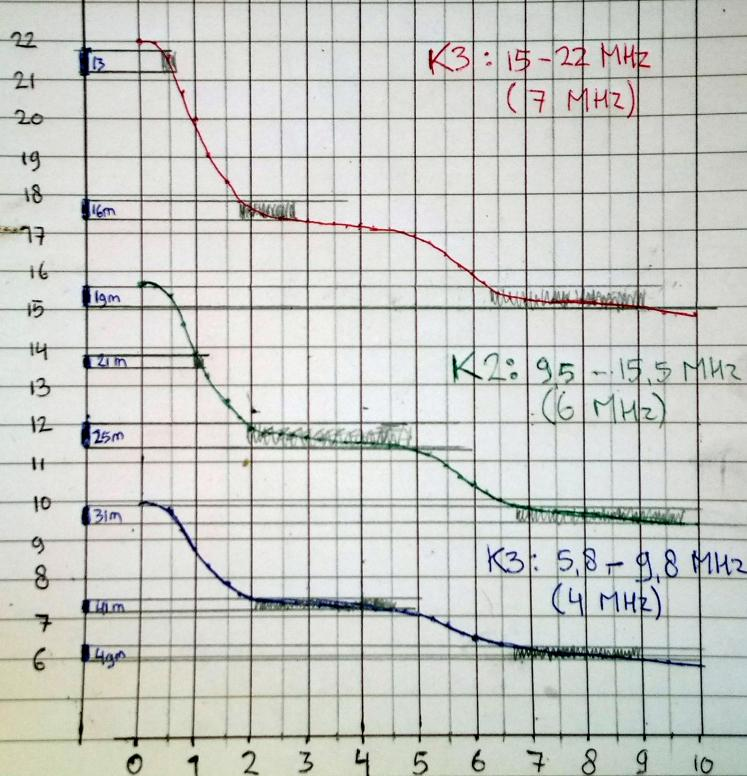 22
13
21
20
19
18
16m
17
16
19m
15
14
21m
13
12
25m
11
10
31m
9
8
41m
7
49m
6
K3 : 15 - 22 MHz
(7 MHz)
K2: 9,5 - 15,5 MHz
(6 MHz)
K3: 5,8 - 9,8 MHz
(4 MHz)
0 1 2 3 4 5 6 7 8 9 10